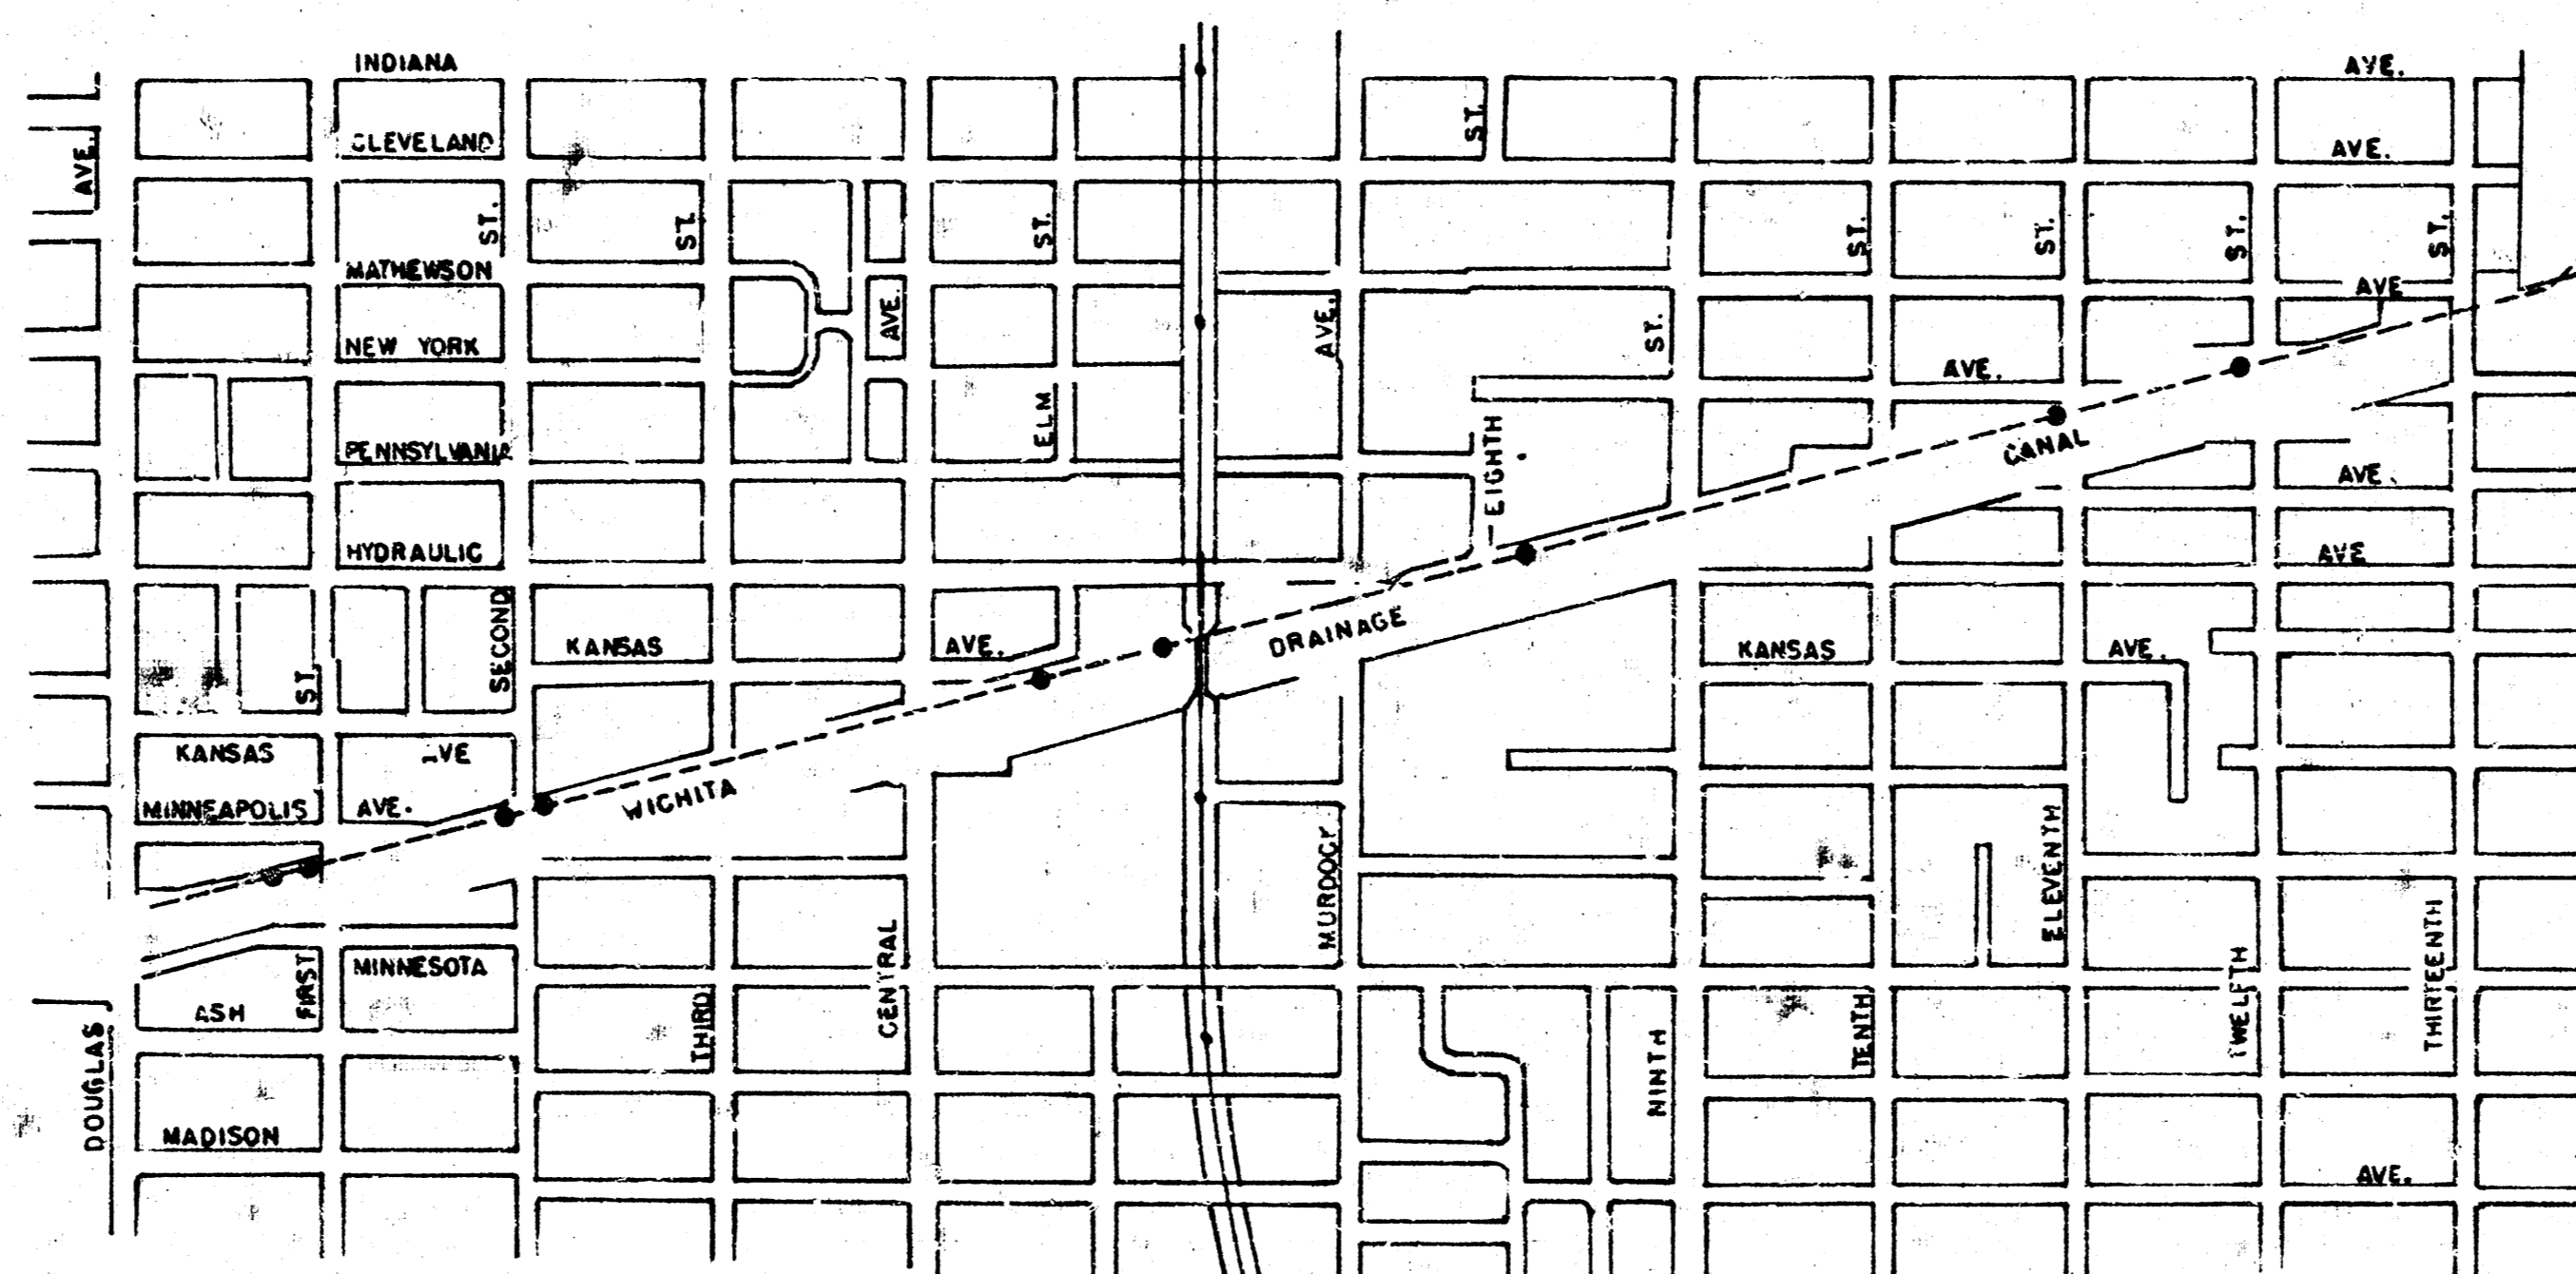 INDIANA AVE.
CLEVELAND AVE.
AVE.
ST.
ST.
ST.
ST.
ST.
ST.
ST.
ST.
ST.
MATHEWSON AVE
AVE.
AVE.
ST.
NEW YORK AVE.
ELM
PENNSYLVANIA AVE.
EIGHTH
CANAL
HYDRAULIC AVE
SECOND
ST.
KANSAS AVE.
DRAINAGE
KANSAS AVE.
KANSAS AVE
WICHITA
MINNEAPOLIS AVE.
MURDOCK
ELEVENTH
FIRST
MINNESOTA
CENTRAL
TWELFTH
THIRTEENTH
ASH
THIRD
TENTH
NINTH
DOUGLAS
MADISON AVE.